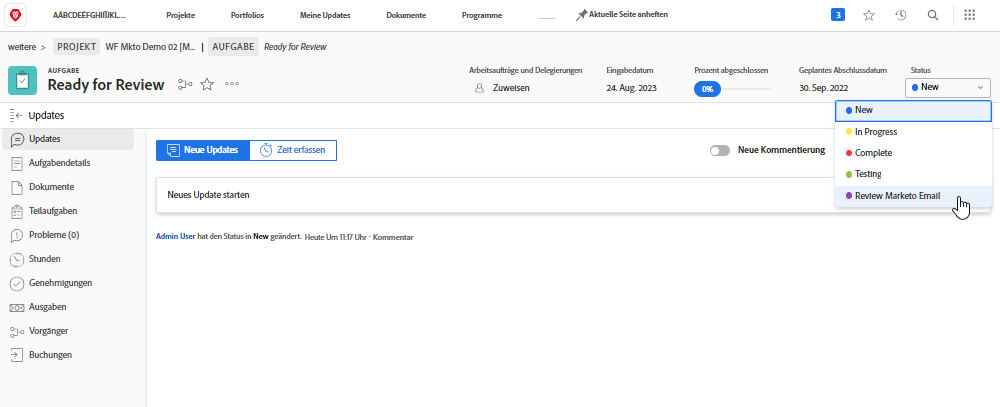 AÁBCDEÉFGHIÍÎJKL... Projekte Portfolios Meine Updates Dokumente Programme Aktuelle Seite anheften 3
weitere > PROJEKT WF Mkto Demo 02 [M... | AUFGABE Ready for Review
AUFGABE
Ready for Review
Arbeitsaufträge und Delegierungen Eingabedatum Prozent abgeschlossen Geplantes Abschlussdatum Status
Zuweisen 24. Aug. 2023 0% 30. Sep. 2022 New
Updates
New
In Progress
Complete
Testing
Review Marketo Email
Updates
Aufgabendetails
Dokumente
Teilaufgaben
Probleme (0)
Stunden
Genehmigungen
Ausgaben
Vorgänger
Buchungen
Neue Updates Zeit erfassen Neue Kommentierung
Neues Update starten
Admin User hat den Status in New geändert. Heute Um 11:17 Uhr · Kommentar